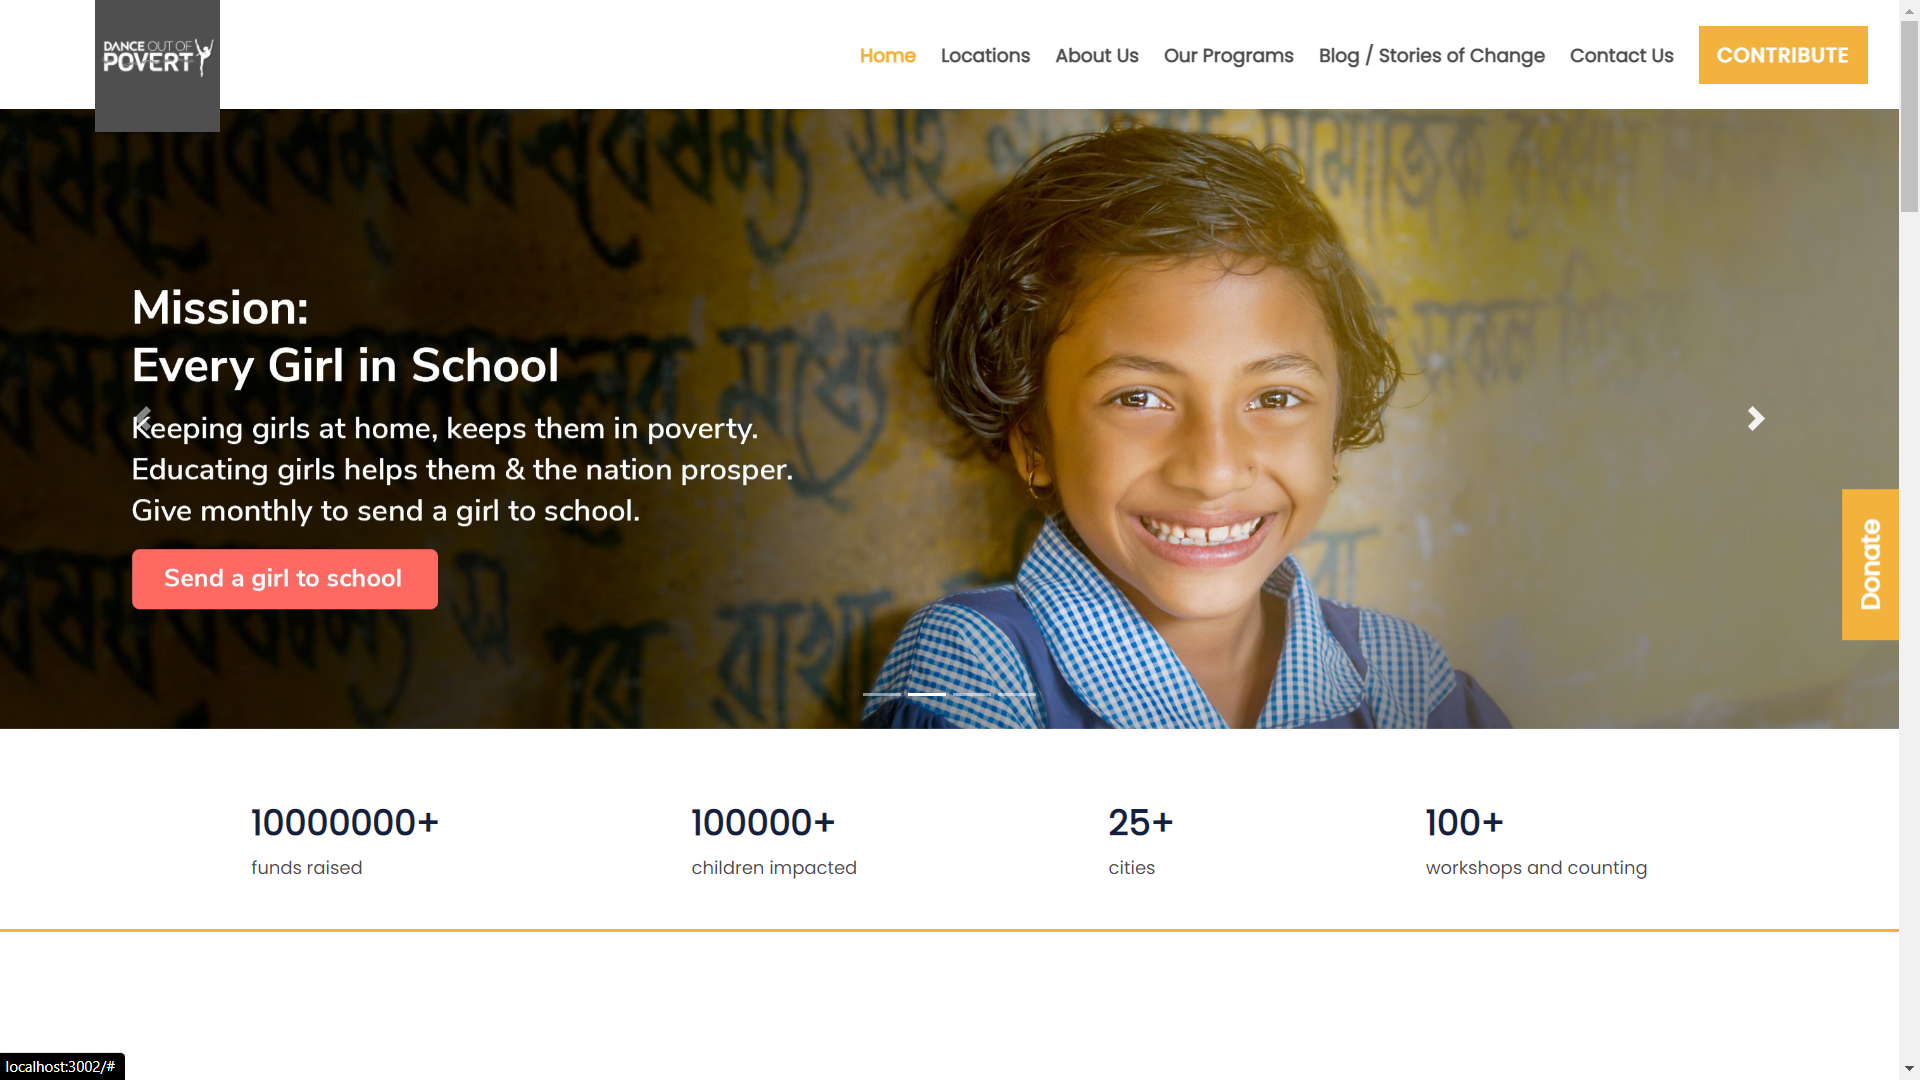 DANCE OUT OF
POVERTY
Home
Locations
About Us
Our Programs
Blog / Stories of Change
Contact Us
CONTRIBUTE
Mission:
Every Girl in School
Keeping girls at home, keeps them in poverty.
Educating girls helps them & the nation prosper.
Give monthly to send a girl to school.
Send a girl to school
Donate
10000000+
funds raised
100000+
children impacted
25+
cities
100+
workshops and counting
localhost:3002/#